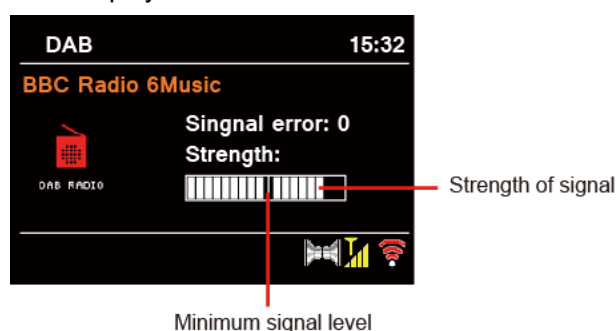 DAB 15:32
BBC Radio 6Music
Singnal error: 0
Strength:
DAB RADIO
Strength of signal
Minimum signal level